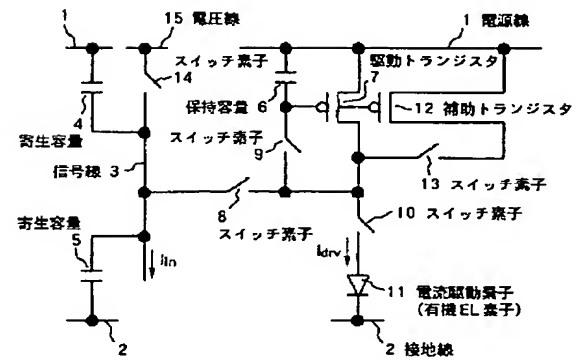 1
15 電圧線
1 電源線
スイッチ素子
14
駆動トランジスタ
7
4
保持容量 6
12 補助トランジスタ
寄生容量
スイッチ素子
9
信号線 3
13 スイッチ素子
寄生容量
5
8
スイッチ素子
10 スイッチ素子
iin
idrv
11 電流駆動素子
(有機EL素子)
2
2 接地線